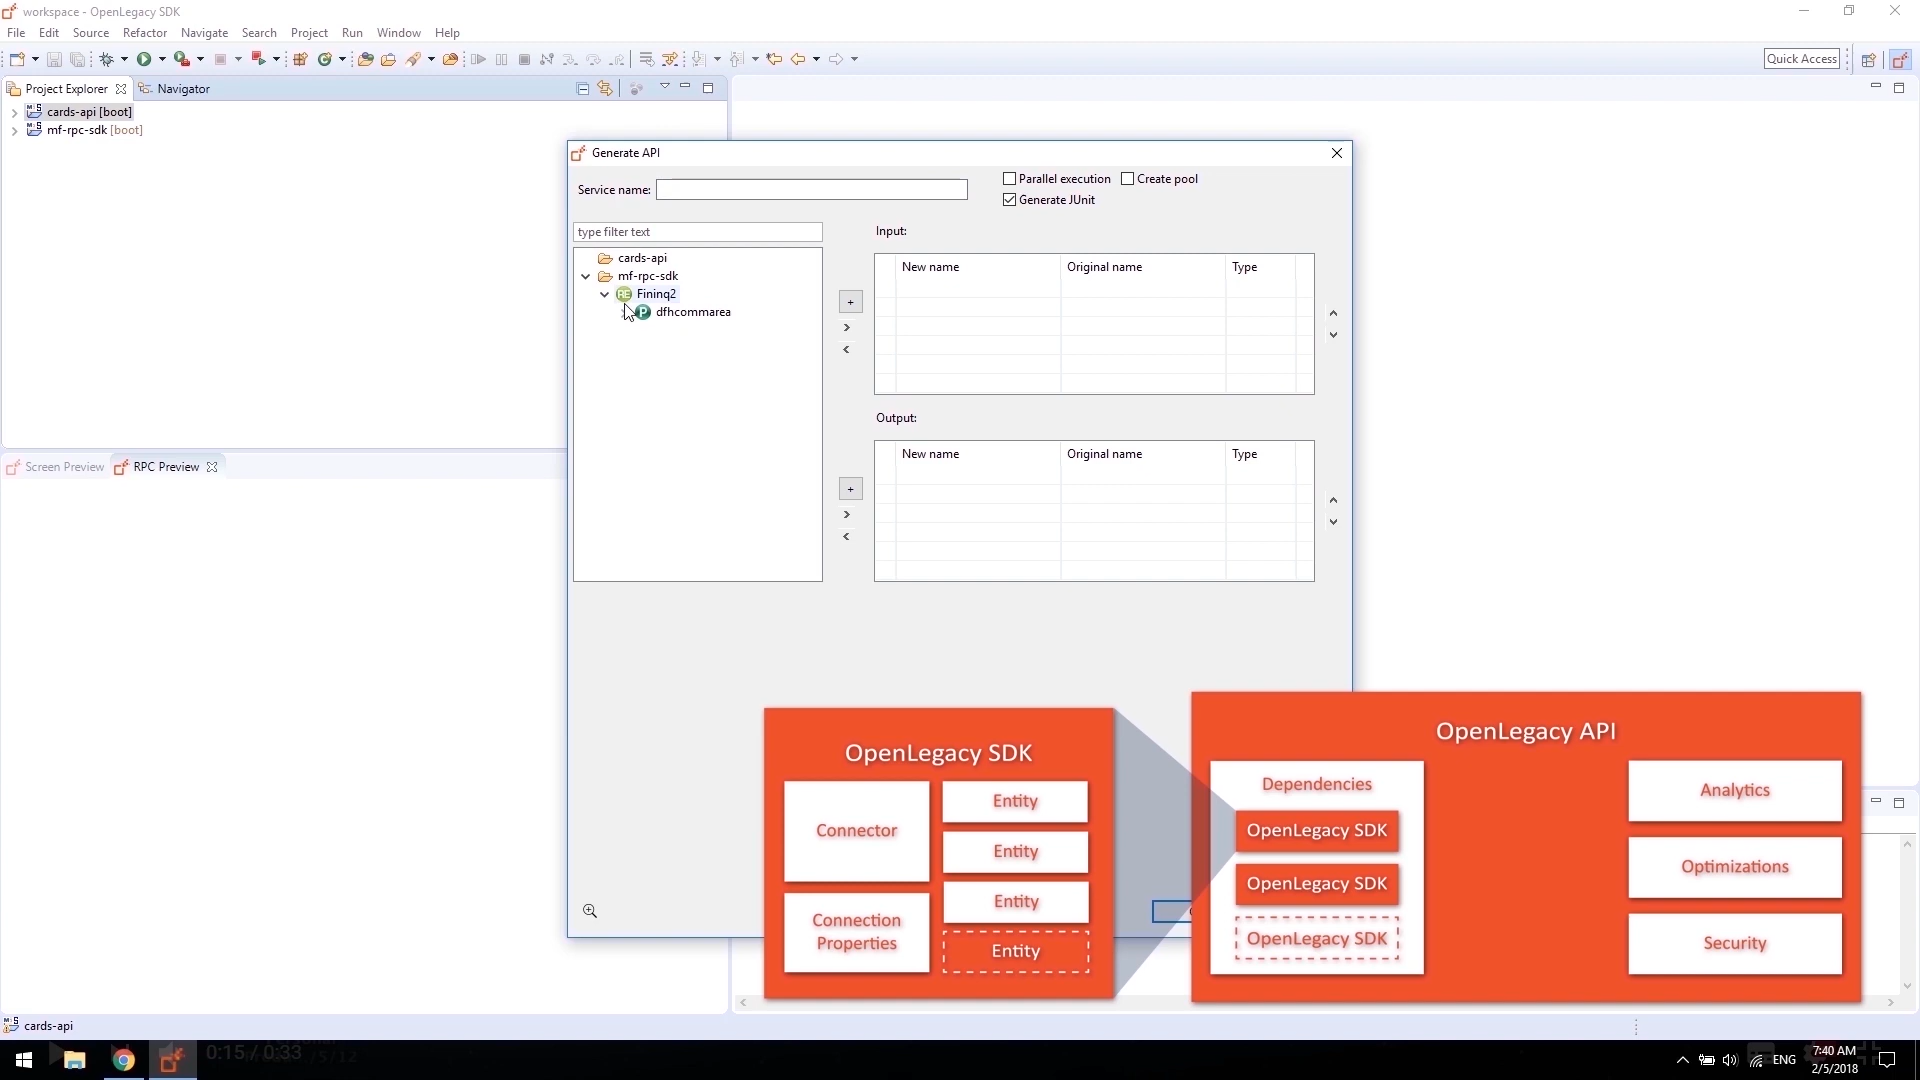 workspace - OpenLegacy SDK
File Edit Source Refactor Navigate Search Project Run Window Help
Quick Access
Project Explorer
Navigator
cards-api [boot]
mf-rpc-sdk [boot]
Screen Preview
RPC Preview
Generate API
Service name:
Parallel execution
Create pool
Generate JUnit
type filter text
cards-api
mf-rpc-sdk
RE Fininq2
P dfhcommarea
Input:
New name Original name Type
+
>
<
Output:
New name Original name Type
+
>
<
OpenLegacy SDK
Connector
Connection
Properties
Entity
Entity
Entity
Entity
OpenLegacy API
Dependencies
OpenLegacy SDK
OpenLegacy SDK
OpenLegacy SDK
Analytics
Optimizations
Security
cards-api
0:15 / 0:33
ENG
7:40 AM
2/5/2018